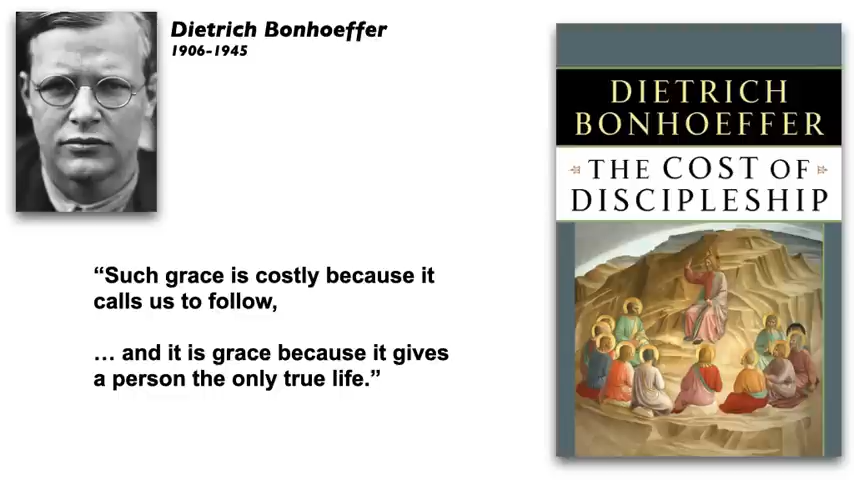 Dietrich Bonhoeffer
1906-1945
DIETRICH
BONHOEFFER
THE COST OF
DISCIPLESHIP
“Such grace is costly because it
calls us to follow,
… and it is grace because it gives
a person the only true life.”